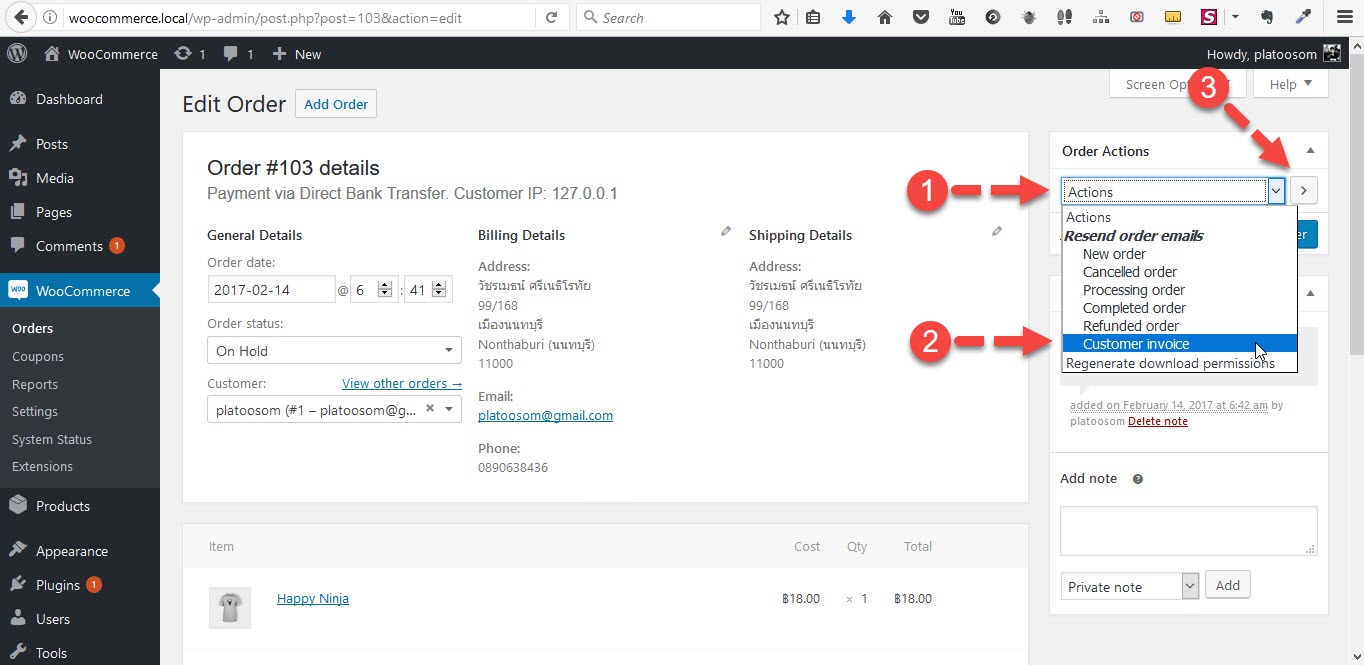 woocommerce.local/wp-admin/post.php?post=103&action=edit
Search
You Tube
S
WooCommerce 1 1 New
Howdy, platoosom
Dashboard
Posts
Media
Pages
Comments 1
Woo WooCommerce
Orders
Coupons
Reports
Settings
System Status
Extensions
Products
Appearance
Plugins 1
Users
Tools
Edit Order Add Order
Help
3
Order #103 details
Payment via Direct Bank Transfer. Customer IP: 127.0.0.1
General Details
Order date:
2017-02-14 @ 6 : 41
Order status:
On Hold
Customer: View other orders →
platoosom (#1 – platoosom@g... ×
Billing Details
Address:
วัชรเมธน์ ศรีเนธิโรทัย
99/168
เมืองนนทบุรี
Nonthaburi (นนทบุรี)
11000
Email:
platoosom@gmail.com
Phone:
0890638436
Shipping Details
Address:
วัชรเมธน์ ศรีเนธิโรทัย
99/168
เมืองนนทบุรี
Nonthaburi (นนทบุรี)
11000
Item Cost Qty Total
Happy Ninja ฿18.00 × 1 ฿18.00
Order Actions
1
Actions
Actions
Resend order emails
New order
Cancelled order
Processing order
Completed order
Refunded order
2
Customer invoice
Regenerate download permissions
added on February 14, 2017 at 6:42 am by
platoosom Delete note
Add note ?
Private note Add